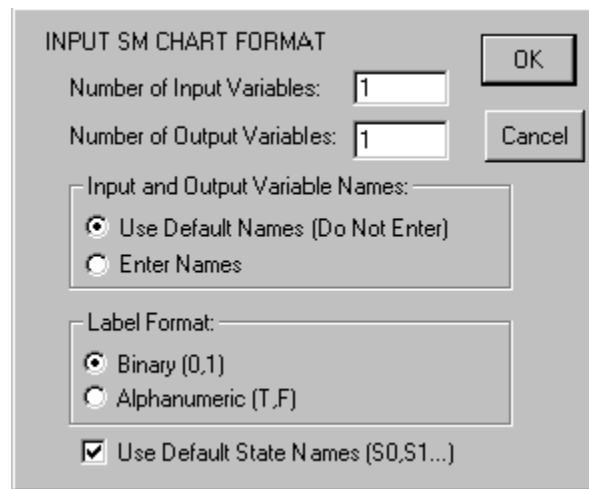 INPUT SM CHART FORMAT
OK
Number of Input Variables: 1
Number of Output Variables: 1
Cancel
Input and Output Variable Names:
Use Default Names (Do Not Enter)
Enter Names
Label Format:
Binary (0,1)
Alphanumeric (T,F)
Use Default State Names (S0,S1...)